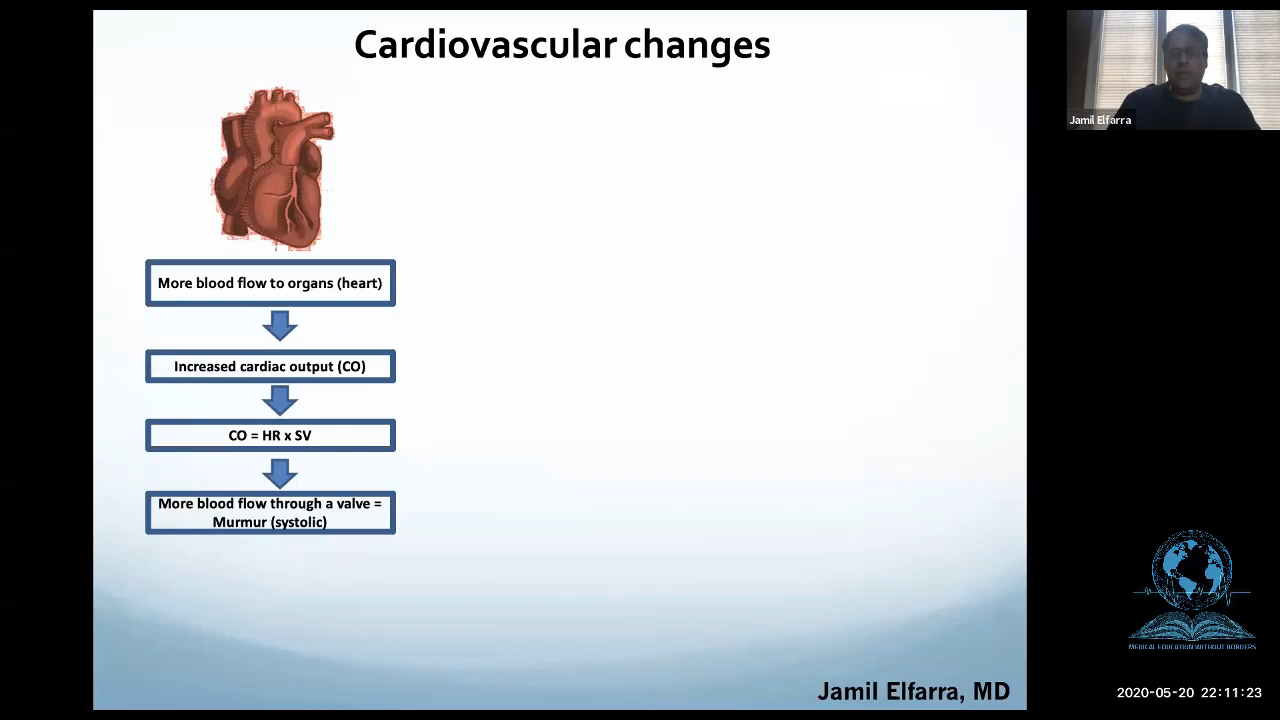 Cardiovascular changes
Jamil Elfarra
More blood flow to organs (heart)
Increased cardiac output (CO)
CO = HR x SV
More blood flow through a valve =
Murmur (systolic)
MEDICAL EDUCATION WITHOUT BORDERS
Jamil Elfarra, MD
2020-05-20 22:11:23